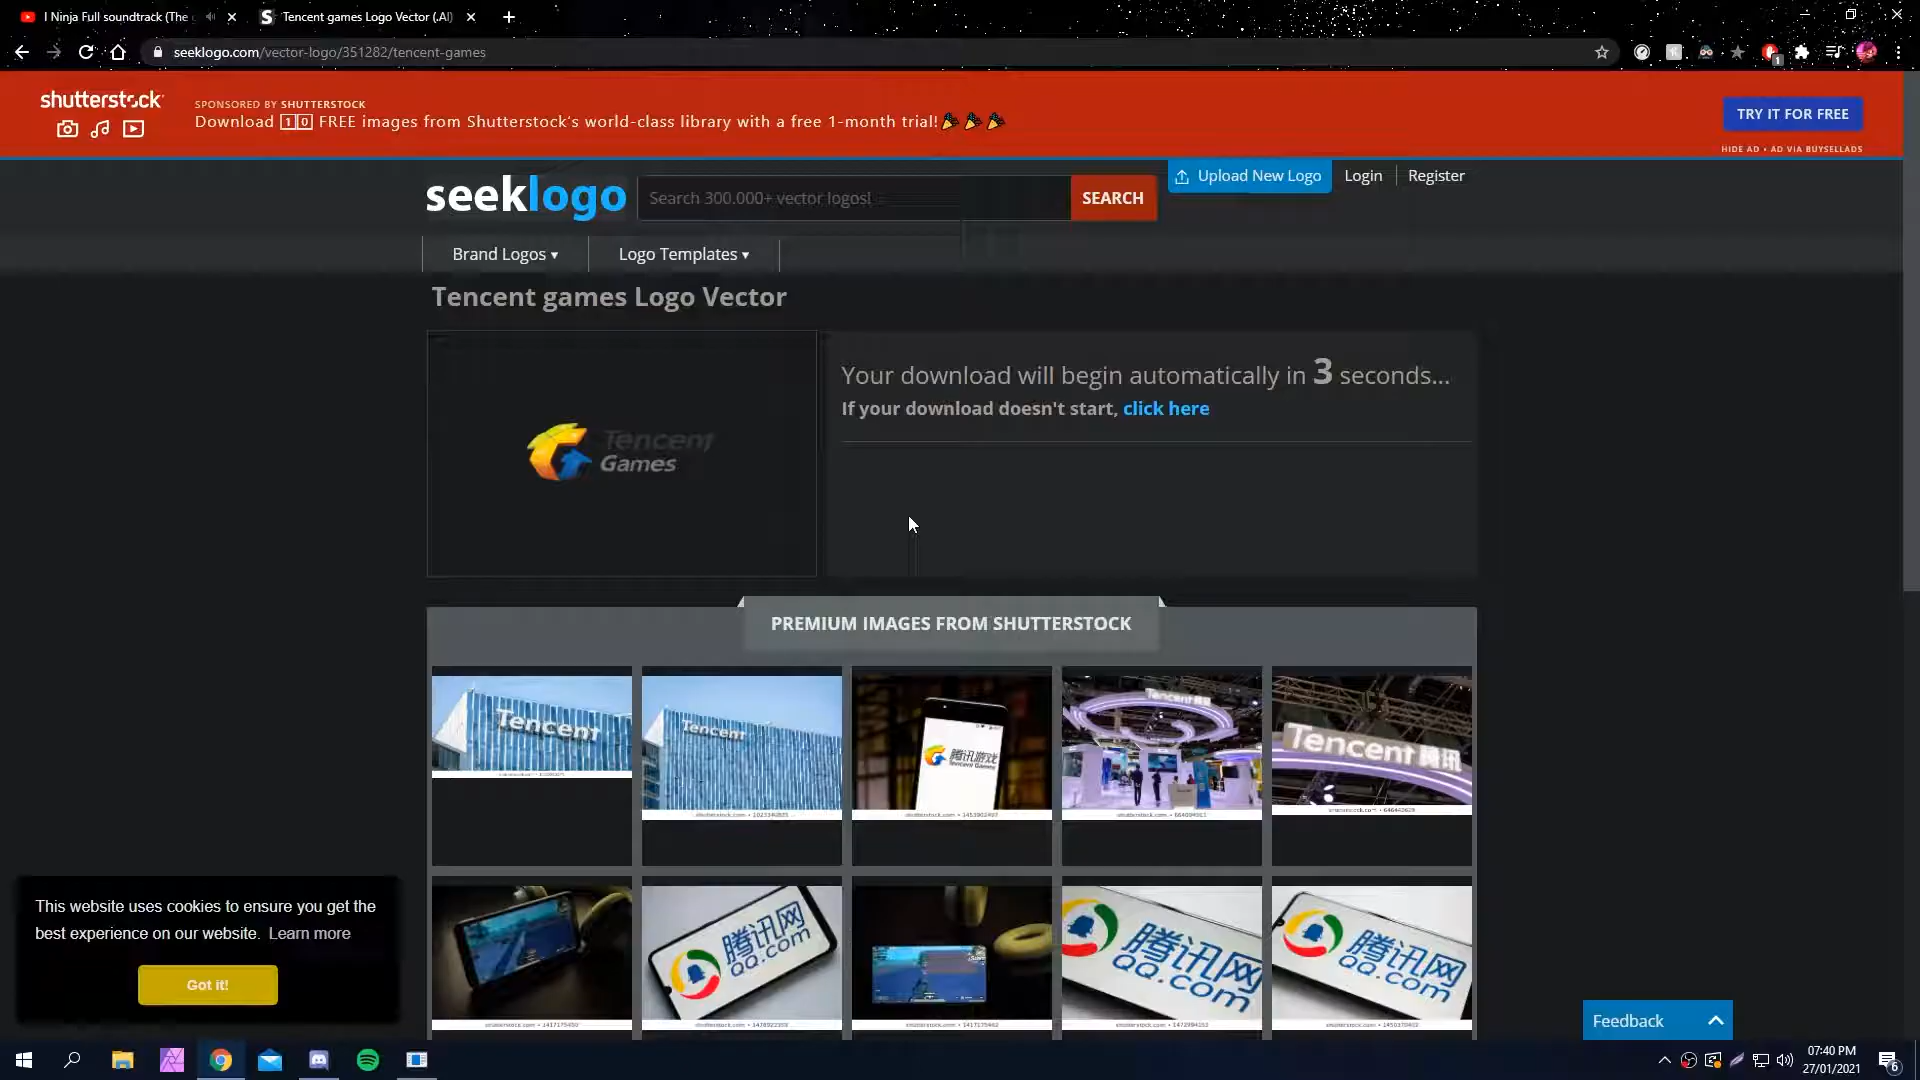 I Ninja Full soundtrack (The
Tencent games Logo Vector (.AI)
seeklogo.com/vector-logo/351282/tencent-games
shutterstock
SPONSORED BY SHUTTERSTOCK
Download 10 FREE images from Shutterstock's world-class library with a free 1-month trial!
TRY IT FOR FREE
HIDE AD • AD VIA BUYSELLADS
seeklogo
Search 300.000+ vector logos!
SEARCH
Upload New Logo
Login
Register
Brand Logos ▾
Logo Templates ▾
Tencent games Logo Vector
Tencent
Games
Your download will begin automatically in 3 seconds...
If your download doesn't start, click here
PREMIUM IMAGES FROM SHUTTERSTOCK
Tencent
Tencent
腾讯游戏
Tencent Games
Tencent 腾讯
Tencent 腾讯
腾讯网
QQ.com
腾讯网
QQ.com
腾讯网
QQ.com
This website uses cookies to ensure you get the
best experience on our website. Learn more
Got it!
Feedback
07:40 PM
27/01/2021
6